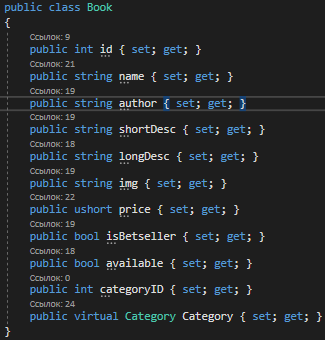 public class Book
{
Ссылок: 9
public int id { set; get; }
Ссылок: 21
public string name { set; get; }
Ссылок: 19
public string author { set; get; }
Ссылок: 19
public string shortDesc { set; get; }
Ссылок: 18
public string longDesc { set; get; }
Ссылок: 19
public string img { set; get; }
Ссылок: 22
public ushort price { set; get; }
Ссылок: 19
public bool isBetseller { set; get; }
Ссылок: 18
public bool available { set; get; }
Ссылок: 0
public int categoryID { set; get; }
Ссылок: 24
public virtual Category Category { set; get; }
}